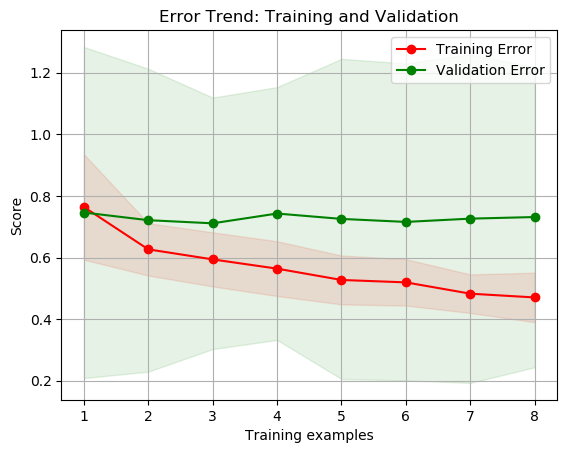 Error Trend: Training and Validation
Training Error
Validation Error
Score
1.2
1.0
0.8
0.6
0.4
0.2
1 2 3 4 5 6 7 8
Training examples